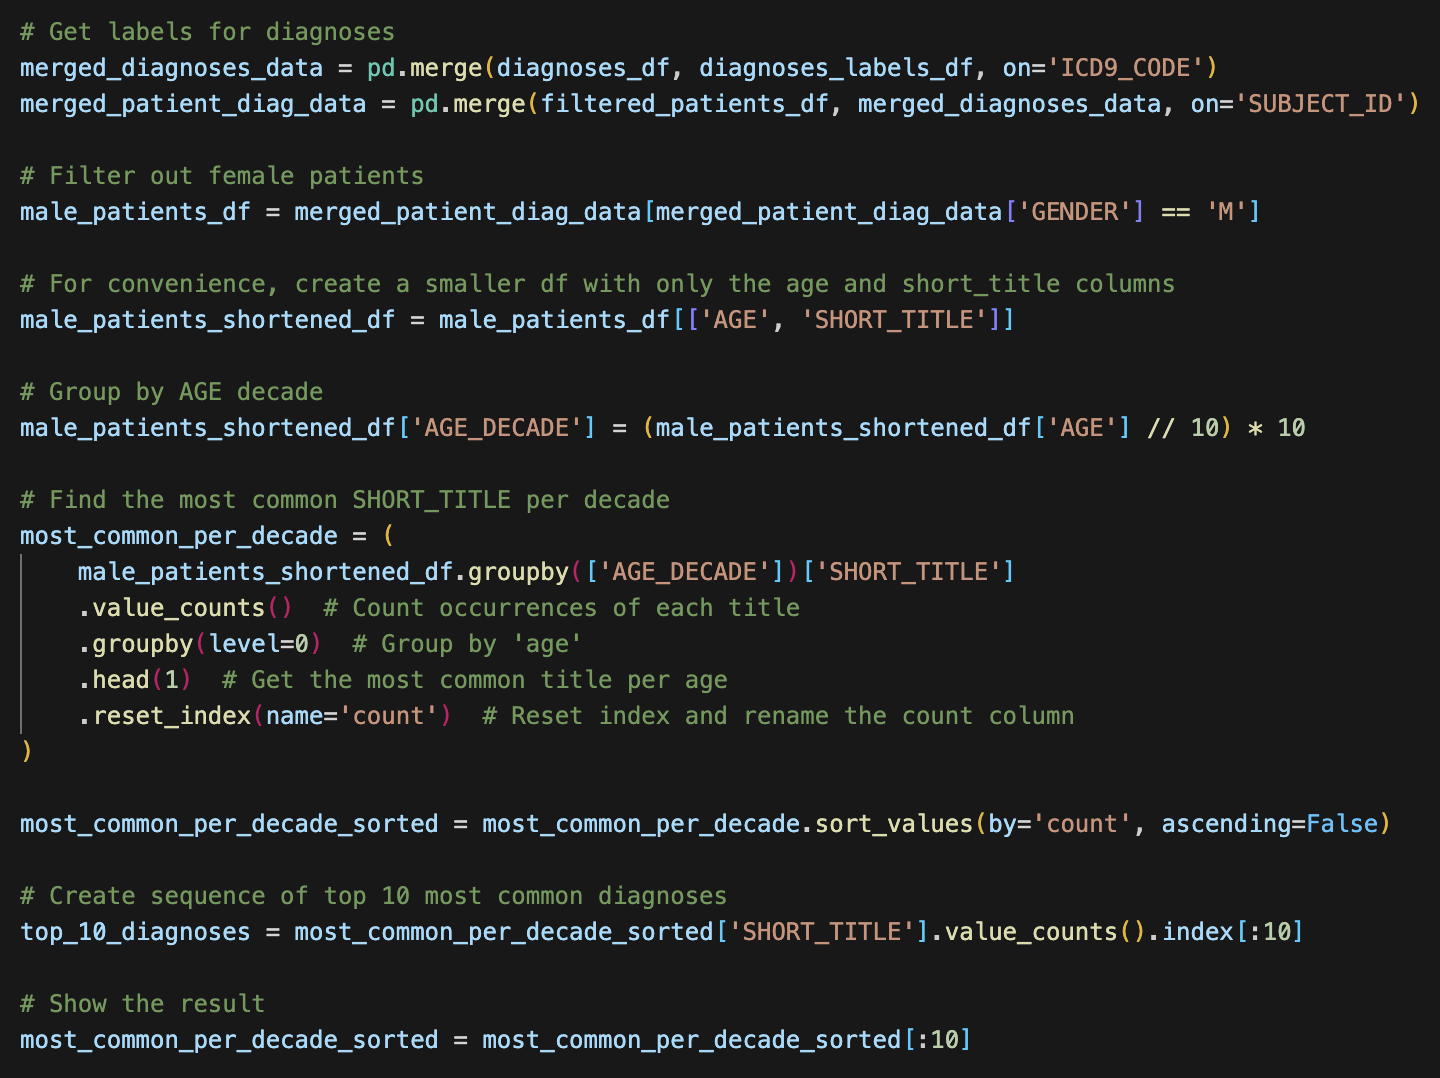 # Get labels for diagnoses
merged_diagnoses_data = pd.merge(diagnoses_df, diagnoses_labels_df, on='ICD9_CODE')
merged_patient_diag_data = pd.merge(filtered_patients_df, merged_diagnoses_data, on='SUBJECT_ID')

# Filter out female patients
male_patients_df = merged_patient_diag_data[merged_patient_diag_data['GENDER'] == 'M']

# For convenience, create a smaller df with only the age and short_title columns
male_patients_shortened_df = male_patients_df[['AGE', 'SHORT_TITLE']]

# Group by AGE decade
male_patients_shortened_df['AGE_DECADE'] = (male_patients_shortened_df['AGE'] // 10) * 10

# Find the most common SHORT_TITLE per decade
most_common_per_decade = (
    male_patients_shortened_df.groupby(['AGE_DECADE'])['SHORT_TITLE']
    .value_counts()  # Count occurrences of each title
    .groupby(level=0)  # Group by 'age'
    .head(1)  # Get the most common title per age
    .reset_index(name='count')  # Reset index and rename the count column
)

most_common_per_decade_sorted = most_common_per_decade.sort_values(by='count', ascending=False)

# Create sequence of top 10 most common diagnoses
top_10_diagnoses = most_common_per_decade_sorted['SHORT_TITLE'].value_counts().index[:10]

# Show the result
most_common_per_decade_sorted = most_common_per_decade_sorted[:10]